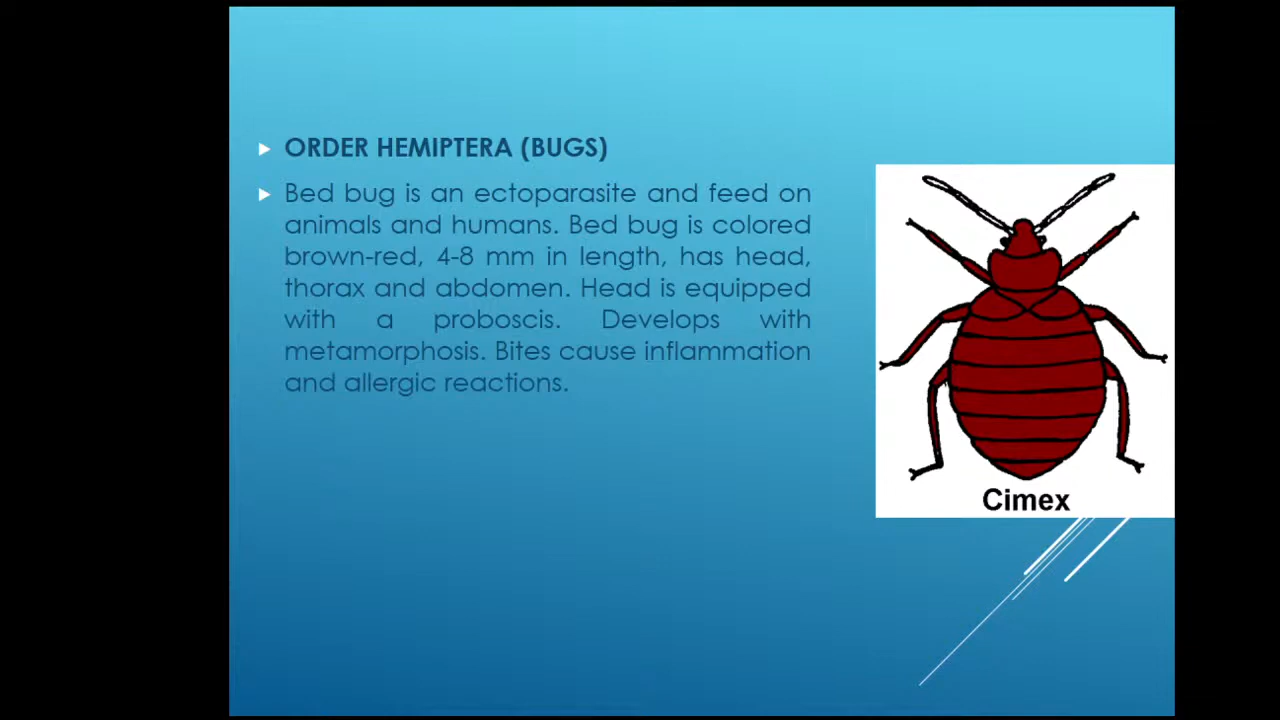 ORDER HEMIPTERA (BUGS)
Bed bug is an ectoparasite and feed on
animals and humans. Bed bug is colored
brown-red, 4-8 mm in length, has head,
thorax and abdomen. Head is equipped
with a proboscis. Develops with
metamorphosis. Bites cause inflammation
and allergic reactions.
Cimex